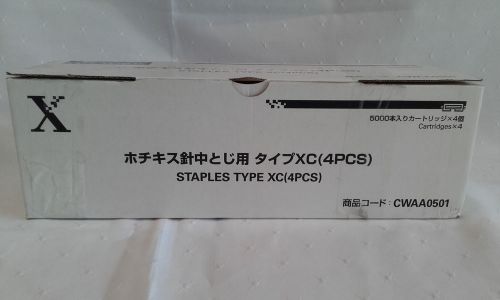 X
5000本入りカートリッジ×4個
Cartridges×4
ホチキス針中とじ用 タイプXC(4PCS)
STAPLES TYPE XC(4PCS)
商品コード：CWAA0501